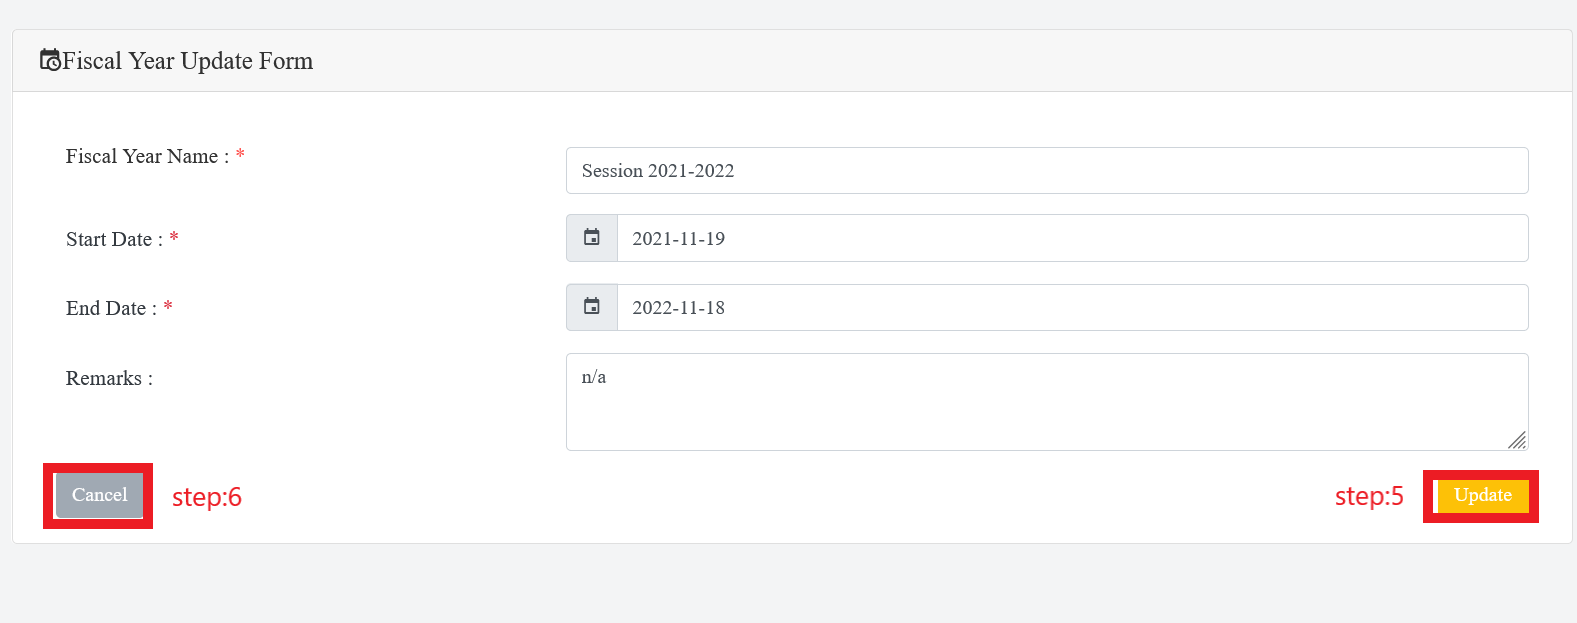 Fiscal Year Update Form
Fiscal Year Name : *
Session 2021-2022
Start Date : *
2021-11-19
End Date : *
2022-11-18
Remarks :
n/a
Cancel
step:6
step:5
Update